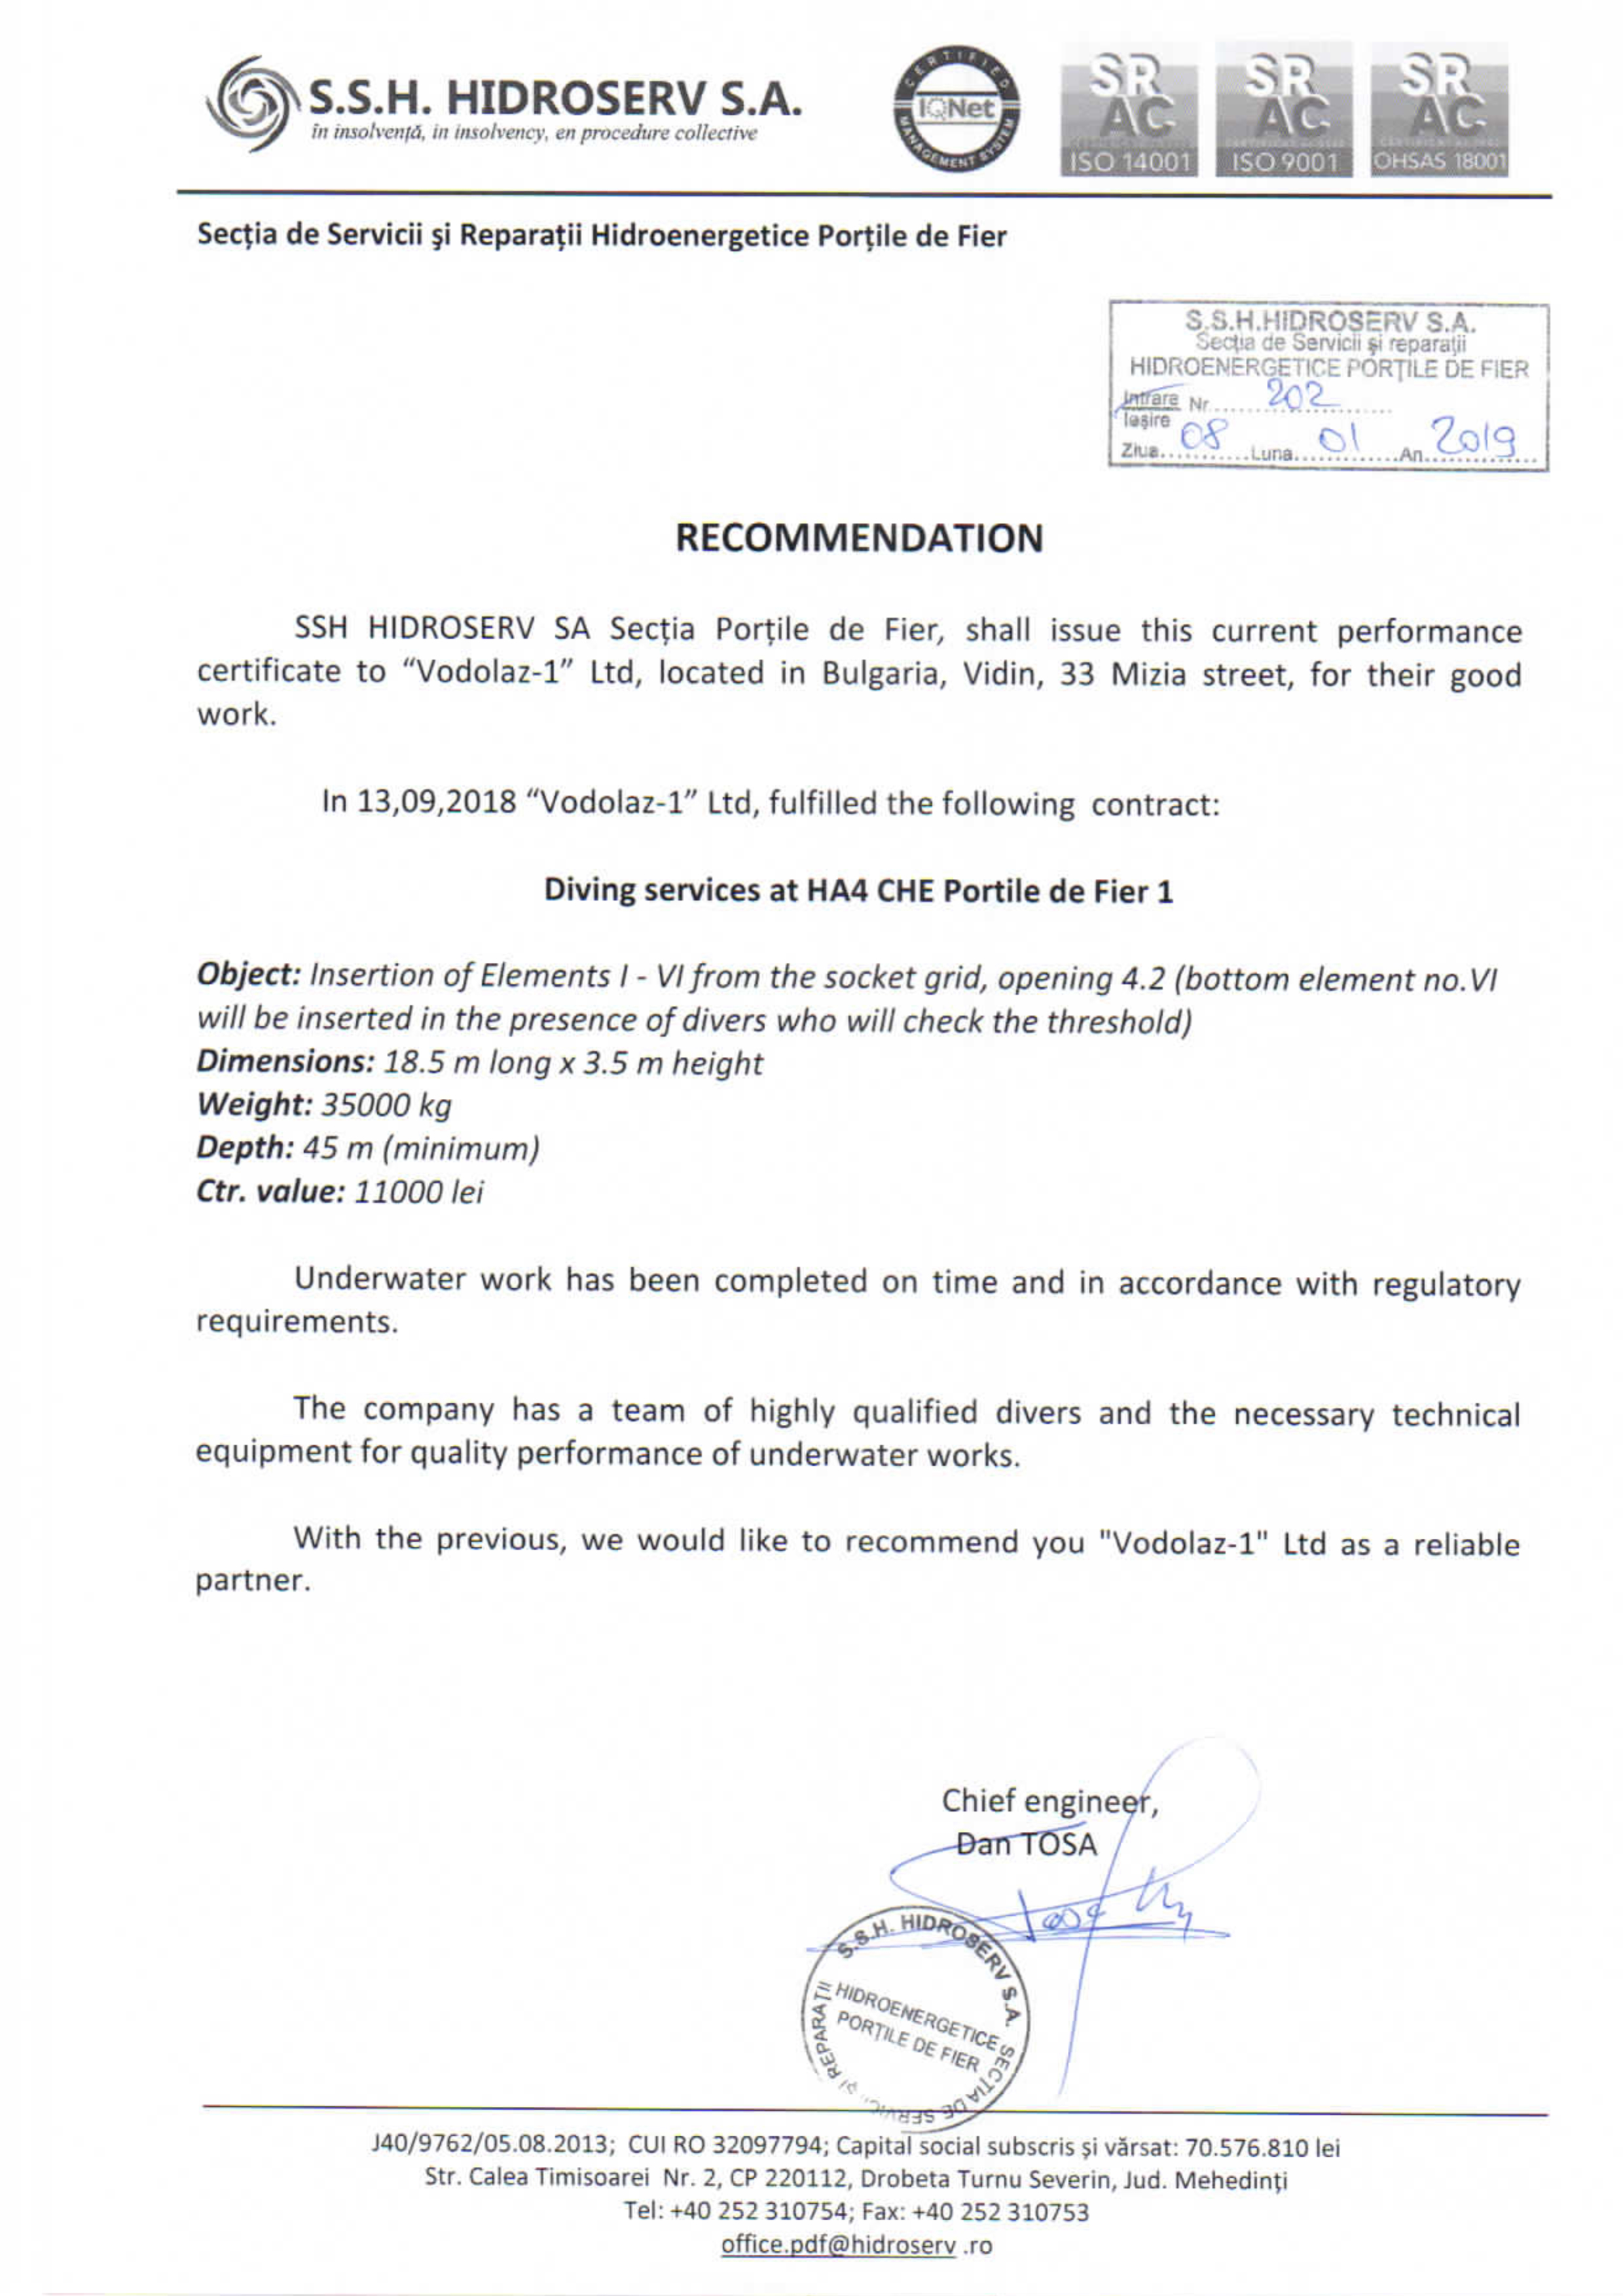 S.S.H. HIDROSERV S.A.
în insolvență, in insolvency, en procedure collective
CERTIFIED
IQNet
MANAGEMENT SYSTEM
SR
AC
ISO 14001
SR
AC
ISO 9001
SR
AC
OHSAS 18001
Secția de Servicii și Reparații Hidroenergetice Porțile de Fier
S.S.H.HIDROSERV S.A.
Secția de Servicii și reparații
HIDROENERGETICE PORȚILE DE FIER
Intrare Nr. 202
Ieșire
Ziua 08 Luna 01 An 2019
RECOMMENDATION
SSH HIDROSERV SA Secția Porțile de Fier, shall issue this current performance
certificate to “Vodolaz-1” Ltd, located in Bulgaria, Vidin, 33 Mizia street, for their good
work.
In 13,09,2018 “Vodolaz-1” Ltd, fulfilled the following contract:
Diving services at HA4 CHE Portile de Fier 1
Object: Insertion of Elements I - VI from the socket grid, opening 4.2 (bottom element no.VI
will be inserted in the presence of divers who will check the threshold)
Dimensions: 18.5 m long x 3.5 m height
Weight: 35000 kg
Depth: 45 m (minimum)
Ctr. value: 11000 lei
Underwater work has been completed on time and in accordance with regulatory
requirements.
The company has a team of highly qualified divers and the necessary technical
equipment for quality performance of underwater works.
With the previous, we would like to recommend you "Vodolaz-1" Ltd as a reliable
partner.
Chief engineer,
Dan TOSA
S.S.H. HIDROSERV S.A.
SECȚIA DE SERVICII ȘI REPARAȚII
HIDROENERGETICE
PORȚILE DE FIER
J40/9762/05.08.2013; CUI RO 32097794; Capital social subscris și vărsat: 70.576.810 lei
Str. Calea Timisoarei Nr. 2, CP 220112, Drobeta Turnu Severin, Jud. Mehedinți
Tel: +40 252 310754; Fax: +40 252 310753
office.pdf@hidroserv .ro